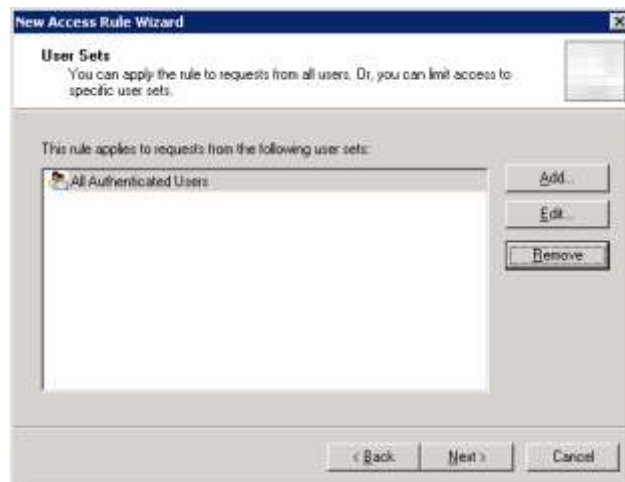 New Access Rule Wizard
User Sets
You can apply the rule to requests from all users. Or, you can limit access to
specific user sets.
This rule applies to requests from the following user sets:
All Authenticated Users
Add...
Edit...
Remove
< Back
Next >
Cancel